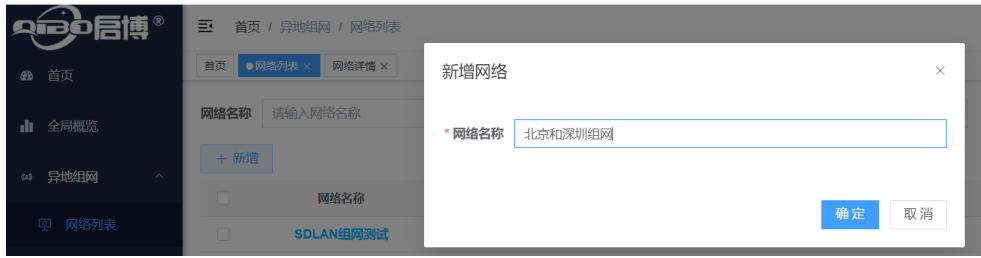 QiBO启博®
首页 / 异地组网 / 网络列表
首页
首页 网络列表 × 网络详情 ×
新增网络 ×
全局概览
网络名称 请输入网络名称
* 网络名称 北京和深圳组网
+ 新增
异地组网
网络名称
确定 取消
网络列表
SDLAN组网测试